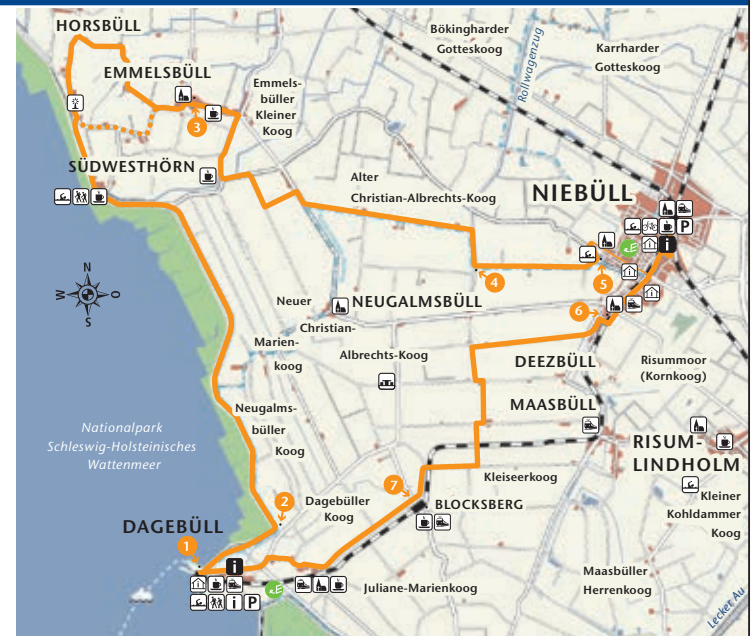 HORSBÜLL
Bökingharder
Gotteskoog
Rollwagenzug
Karrharder
Gotteskoog
EMMELSBÜLL
Emmels-
büller
Kleiner
Koog
3
SÜDWESTHÖRN
Alter
Christian-Albrechts-Koog
NIEBÜLL
P
i
E
N
W
O
S
4
5
Neuer
NEUGALMSBÜLL
Christian-
Albrechts-Koog
6
Marien-
koog
DEEZBÜLL
Risummoor
(Kornkoog)
MAASBÜLL
Neugalms-
büller
Koog
Nationalpark
Schleswig-Holsteinisches
Wattenmeer
RISUM-
LINDHOLM
Kleiseerkoog
7
2
Dagebüller
Koog
BLOCKSBERG
Kleiner
Kohldammer
Koog
DAGEBÜLL
1
i
E
i P
Juliane-Marienkoog
Maasbüller
Herrenkoog
Lecker Au